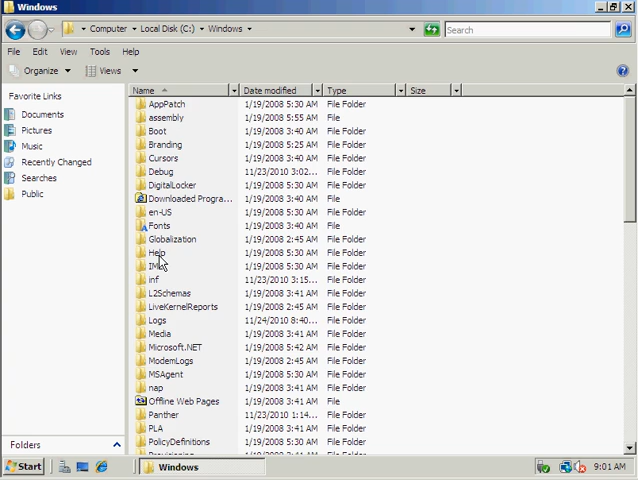 Windows
Computer Local Disk (C:) Windows Search
File Edit View Tools Help
Organize Views
Favorite Links
Documents
Pictures
Music
Recently Changed
Searches
Public
Folders
Name Date modified Type Size
AppPatch 1/19/2008 5:30 AM File Folder
assembly 1/19/2008 5:55 AM File
Boot 1/19/2008 3:40 AM File Folder
Branding 1/19/2008 5:25 AM File Folder
Cursors 1/19/2008 3:40 AM File Folder
Debug 11/23/2010 3:02... File Folder
DigitalLocker 1/19/2008 5:30 AM File Folder
Downloaded Progra... 1/19/2008 3:40 AM File
en-US 1/19/2008 5:30 AM File Folder
Fonts 1/19/2008 3:40 AM File
Globalization 1/19/2008 2:45 AM File Folder
Help 1/19/2008 5:30 AM File Folder
1/19/2008 5:30 AM File Folder
inf 11/23/2010 3:15... File Folder
L2Schemas 1/19/2008 3:41 AM File Folder
LiveKernelReports 1/19/2008 2:45 AM File Folder
Logs 11/24/2010 8:40... File Folder
Media 1/19/2008 3:41 AM File Folder
Microsoft.NET 1/19/2008 5:42 AM File Folder
ModemLogs 1/19/2008 2:45 AM File Folder
MSAgent 1/19/2008 5:30 AM File Folder
nap 1/19/2008 3:41 AM File Folder
Offline Web Pages 1/19/2008 3:41 AM File
Panther 11/23/2010 1:14... File Folder
PLA 1/19/2008 3:41 AM File Folder
PolicyDefinitions 1/19/2008 5:30 AM File Folder
Start Windows 9:01 AM